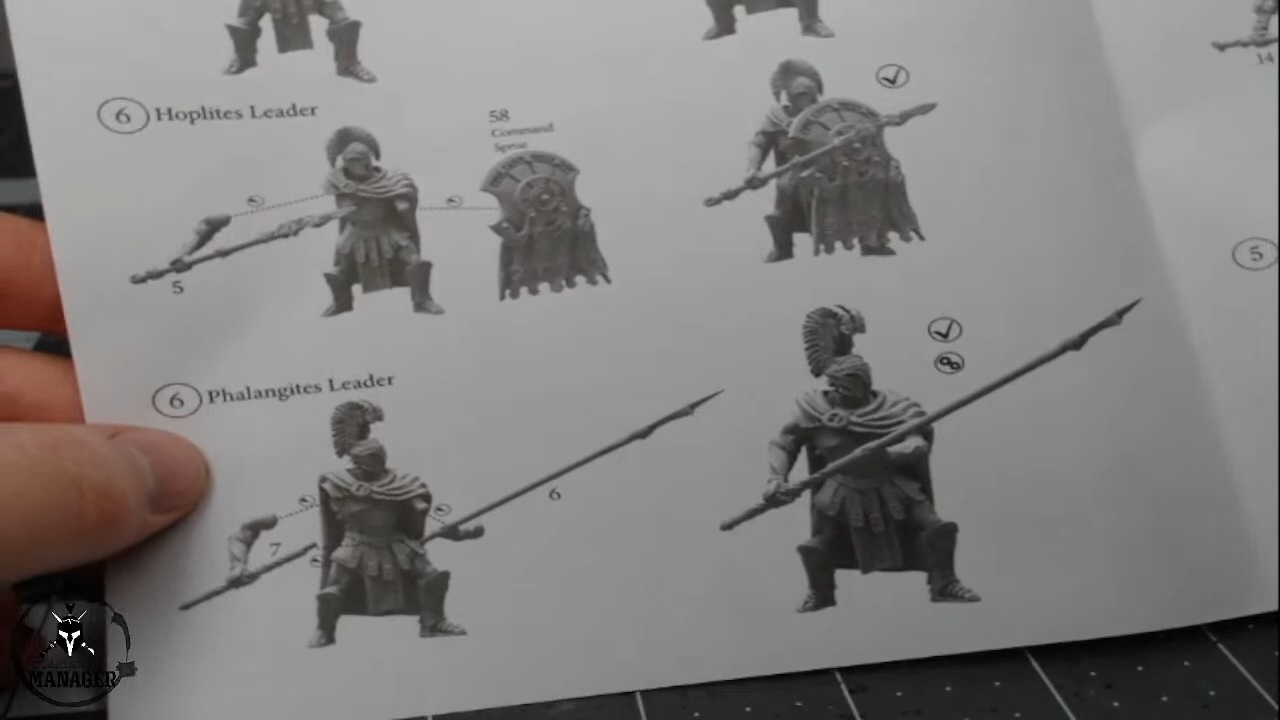 6 Hoplites Leader
58
Command
Sprue
5
5
6 Phalangites Leader
6
7
14
MANAGER